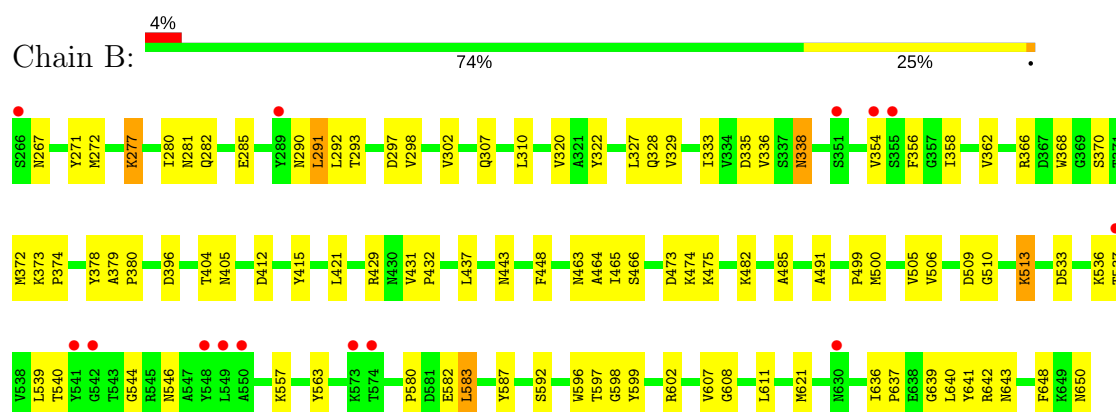 4%
Chain B:
74% 25% •
S266 N267 Y271 M272 K277 I280 N281 Q282 E285 Y289 N290 L291 L292 T293 D297 V298 V302 Q307 L310 V320 A321 Y322 L327 Q328 V329 I333 V334 D335 V336 S337 N338 S351 V354 S355 F356 G357 I358 V362 R366 D367 W368 G369 S370
M372 K373 P374 Y378 A379 P380 D396 T404 N405 D412 Y415 L421 R429 N430 V431 P432 L437 N443 F448 N463 A464 I465 S466 D473 K474 K475 K482 A485 A491 P499 M500 V505 V506 D509 G510 K513 D533 K536 T537
V538 L539 T540 Y541 G542 T543 G544 R545 N546 A547 Y548 L549 A550 K557 Y563 K573 T574 P580 D581 E582 L583 Y587 S592 W596 T597 G598 Y599 R602 V607 G608 L611 M621 N630 I636 P637 E638 G639 L640 Y641 R642 N643 F648 K649 N650